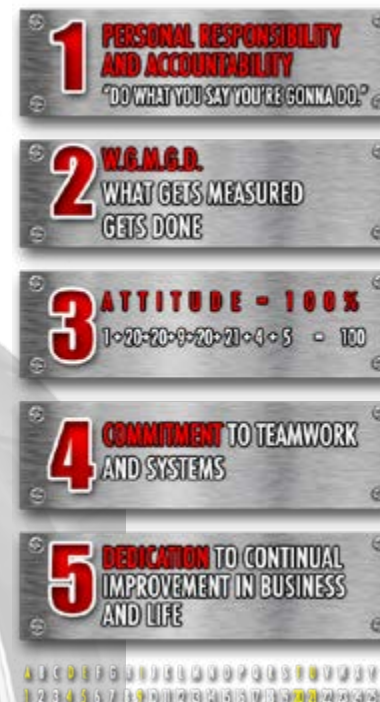 1 PERSONAL RESPONSIBILITY
AND ACCOUNTABILITY
"DO WHAT YOU SAY YOU'RE GONNA DO."
2 W.G.M.G.D.
WHAT GETS MEASURED
GETS DONE
3 ATTITUDE = 100%
1+20+20+9+20+21+4+5 = 100
4 COMMITMENT TO TEAMWORK
AND SYSTEMS
5 DEDICATION TO CONTINUAL
IMPROVEMENT IN BUSINESS
AND LIFE
A B C D E F G H I J K L M N O P Q R S T U V W X Y